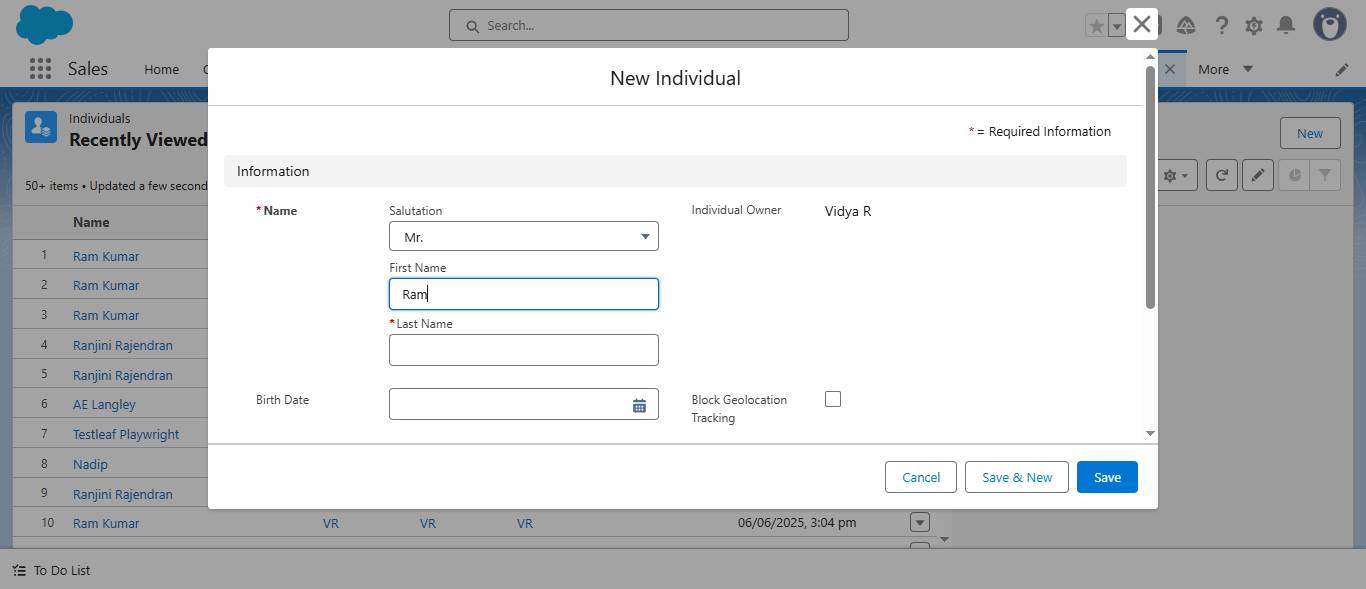 Search...
Sales
Home
More
Individuals
Recently Viewed
New
50+ items • Updated a few second
Name
1 Ram Kumar
2 Ram Kumar
3 Ram Kumar
4 Ranjini Rajendran
5 Ranjini Rajendran
6 AE Langley
7 Testleaf Playwright
8 Nadip
9 Ranjini Rajendran
10 Ram Kumar VR VR VR 06/06/2025, 3:04 pm
New Individual
* = Required Information
Information
* Name
Salutation
Mr.
First Name
Ram
* Last Name
Individual Owner
Vidya R
Birth Date
Block Geolocation
Tracking
Cancel
Save & New
Save
To Do List